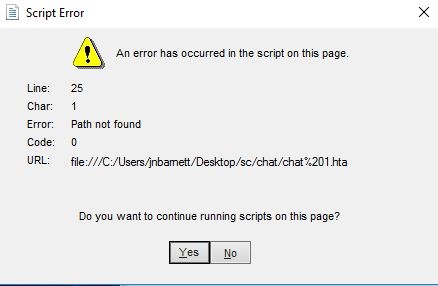 Script Error
An error has occurred in the script on this page.
Line: 25
Char: 1
Error: Path not found
Code: 0
URL: file:///C:/Users/jnbarnett/Desktop/sc/chat/chat%201.hta
Do you want to continue running scripts on this page?
Yes No